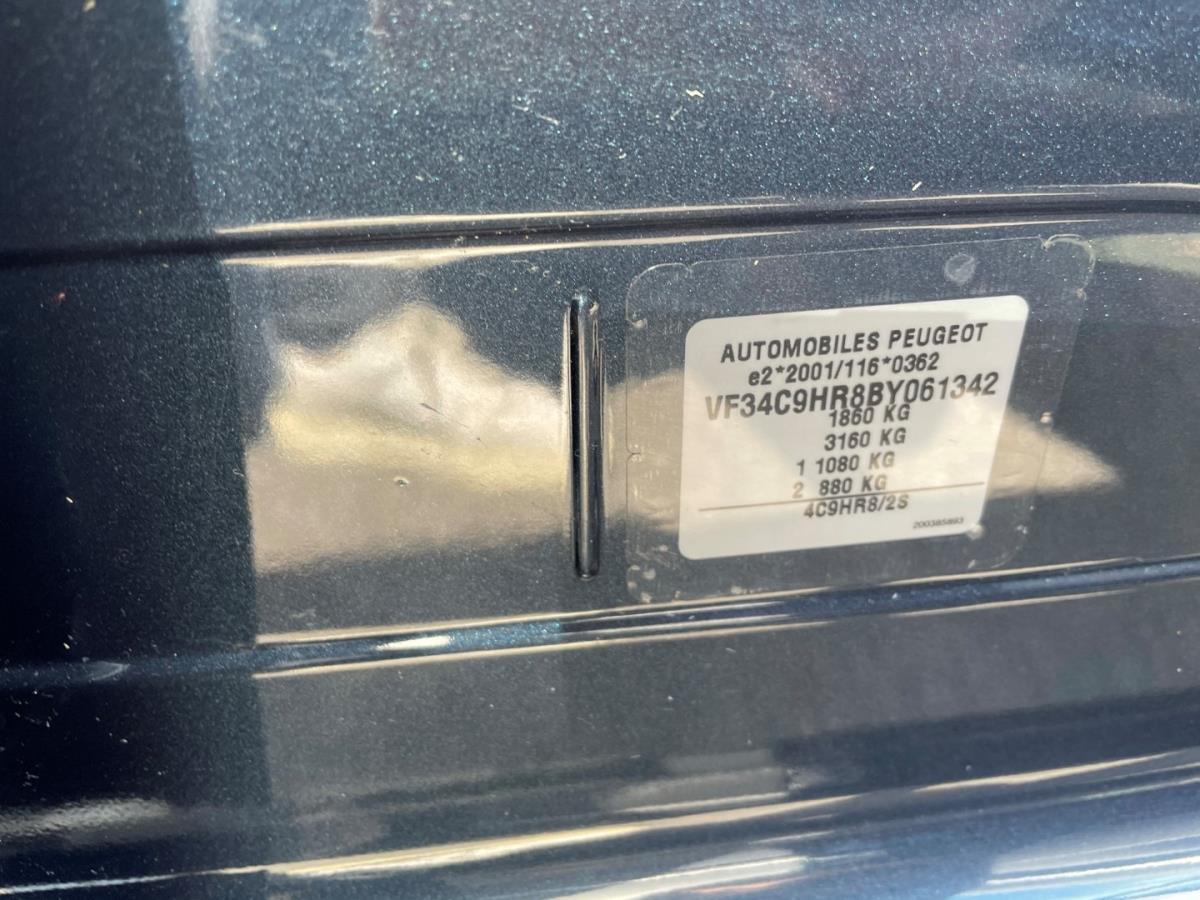 AUTOMOBILES PEUGEOT
e2*2001/116*0362
VF34C9HR8BY061342
1860 KG
3160 KG
1 1080 KG
2 880 KG
4C9HR8/2S
200385893